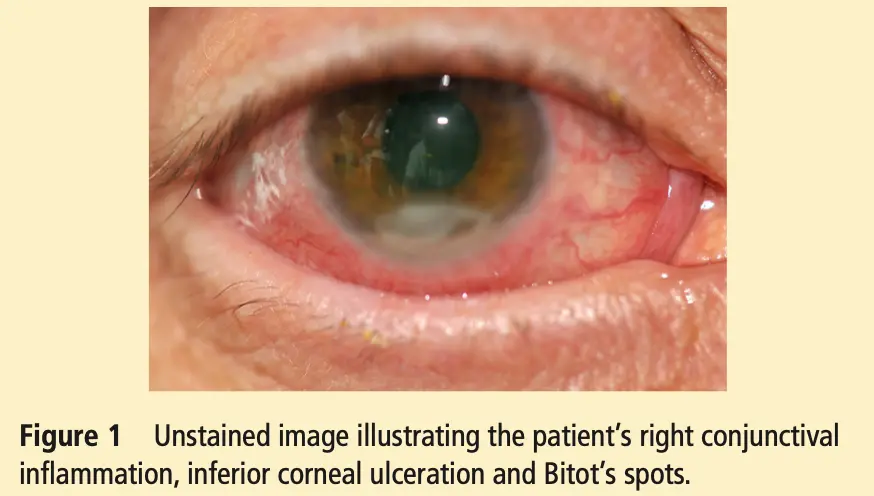 Figure 1 Unstained image illustrating the patient's right conjunctival
inflammation, inferior corneal ulceration and Bitot's spots.